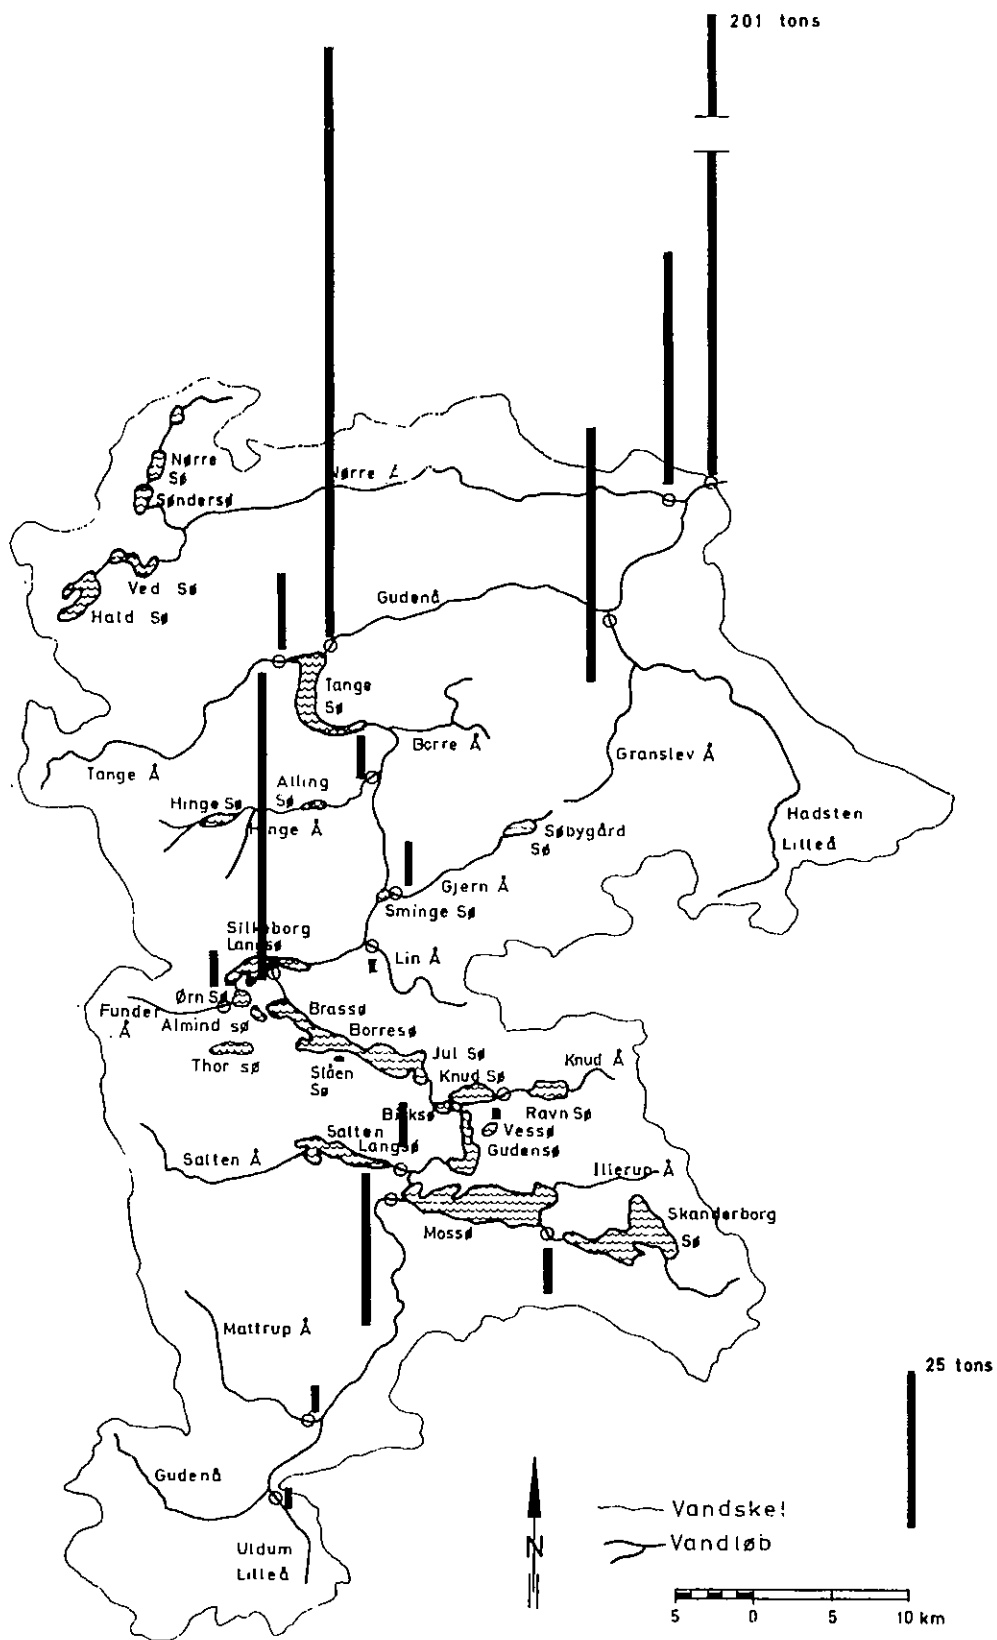 201 tons
Nørre
Sø
Søndersø
Nørre Å
Ved Sø
Hald Sø
Gudenå
Tange
Sø
Borre Å
Tange Å
Granslev Å
Alling
Sø
Hinge Sø
Hinge Å
Søbygård
Sø
Hadsten
Lilleå
Gjern Å
Sminge Sø
Silkeborg
Langsø
Lin Å
Ørn Sø
Funder
Å
Almind sø
Brassø
Borresø
Thor sø
Slåen
Sø
Jul Sø
Knud Sø
Knud Å
Birksø
Ravn Sø
Vessø
Salten
Langsø
Gudensø
Salten Å
Illerup Å
Mossø
Skanderborg
Sø
Mattrup Å
25 tons
Gudenå
Uldum
Lilleå
N
Vandskel
Vandløb
5 0 5 10 km